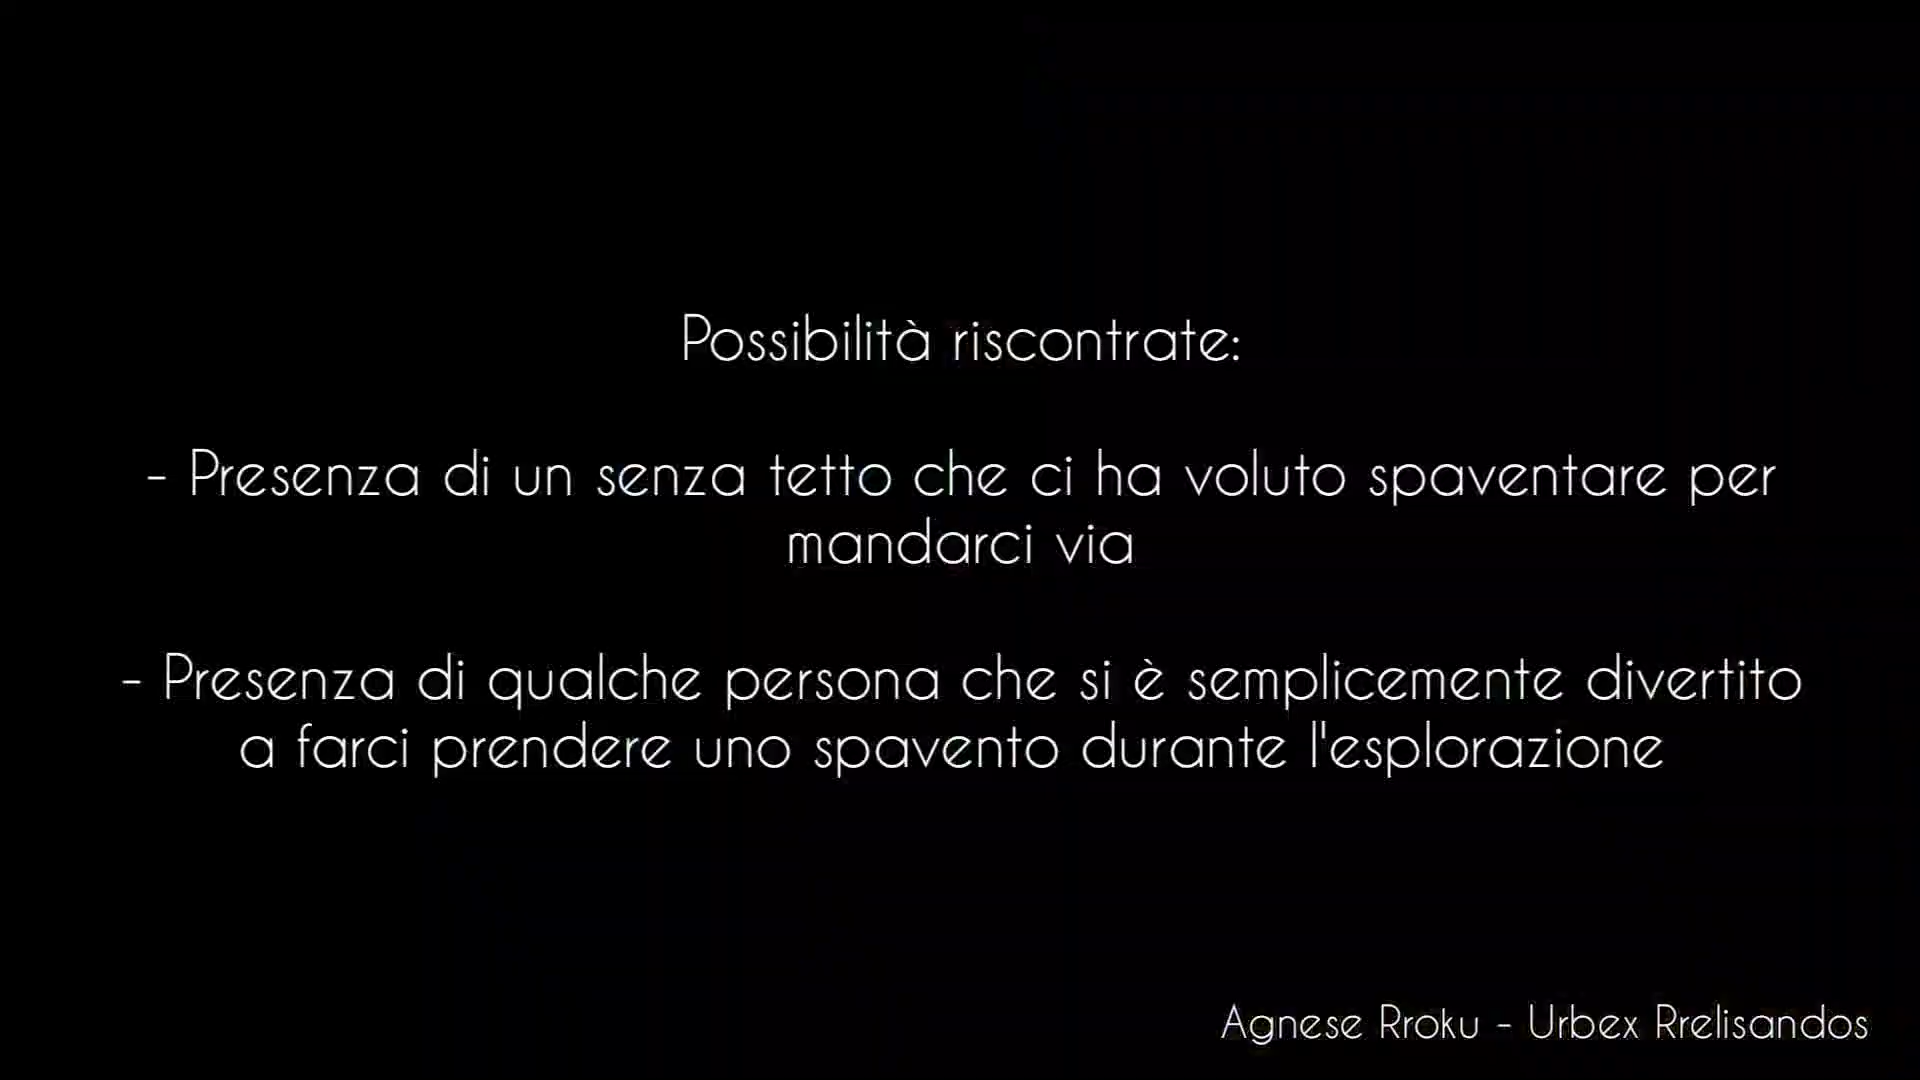 Possibilità riscontrate:
- Presenza di un senza tetto che ci ha voluto spaventare per
mandarci via
- Presenza di qualche persona che si è semplicemente divertito
a farci prendere uno spavento durante l'esplorazione
Agnese Rroku - Urbex Rrelisandos